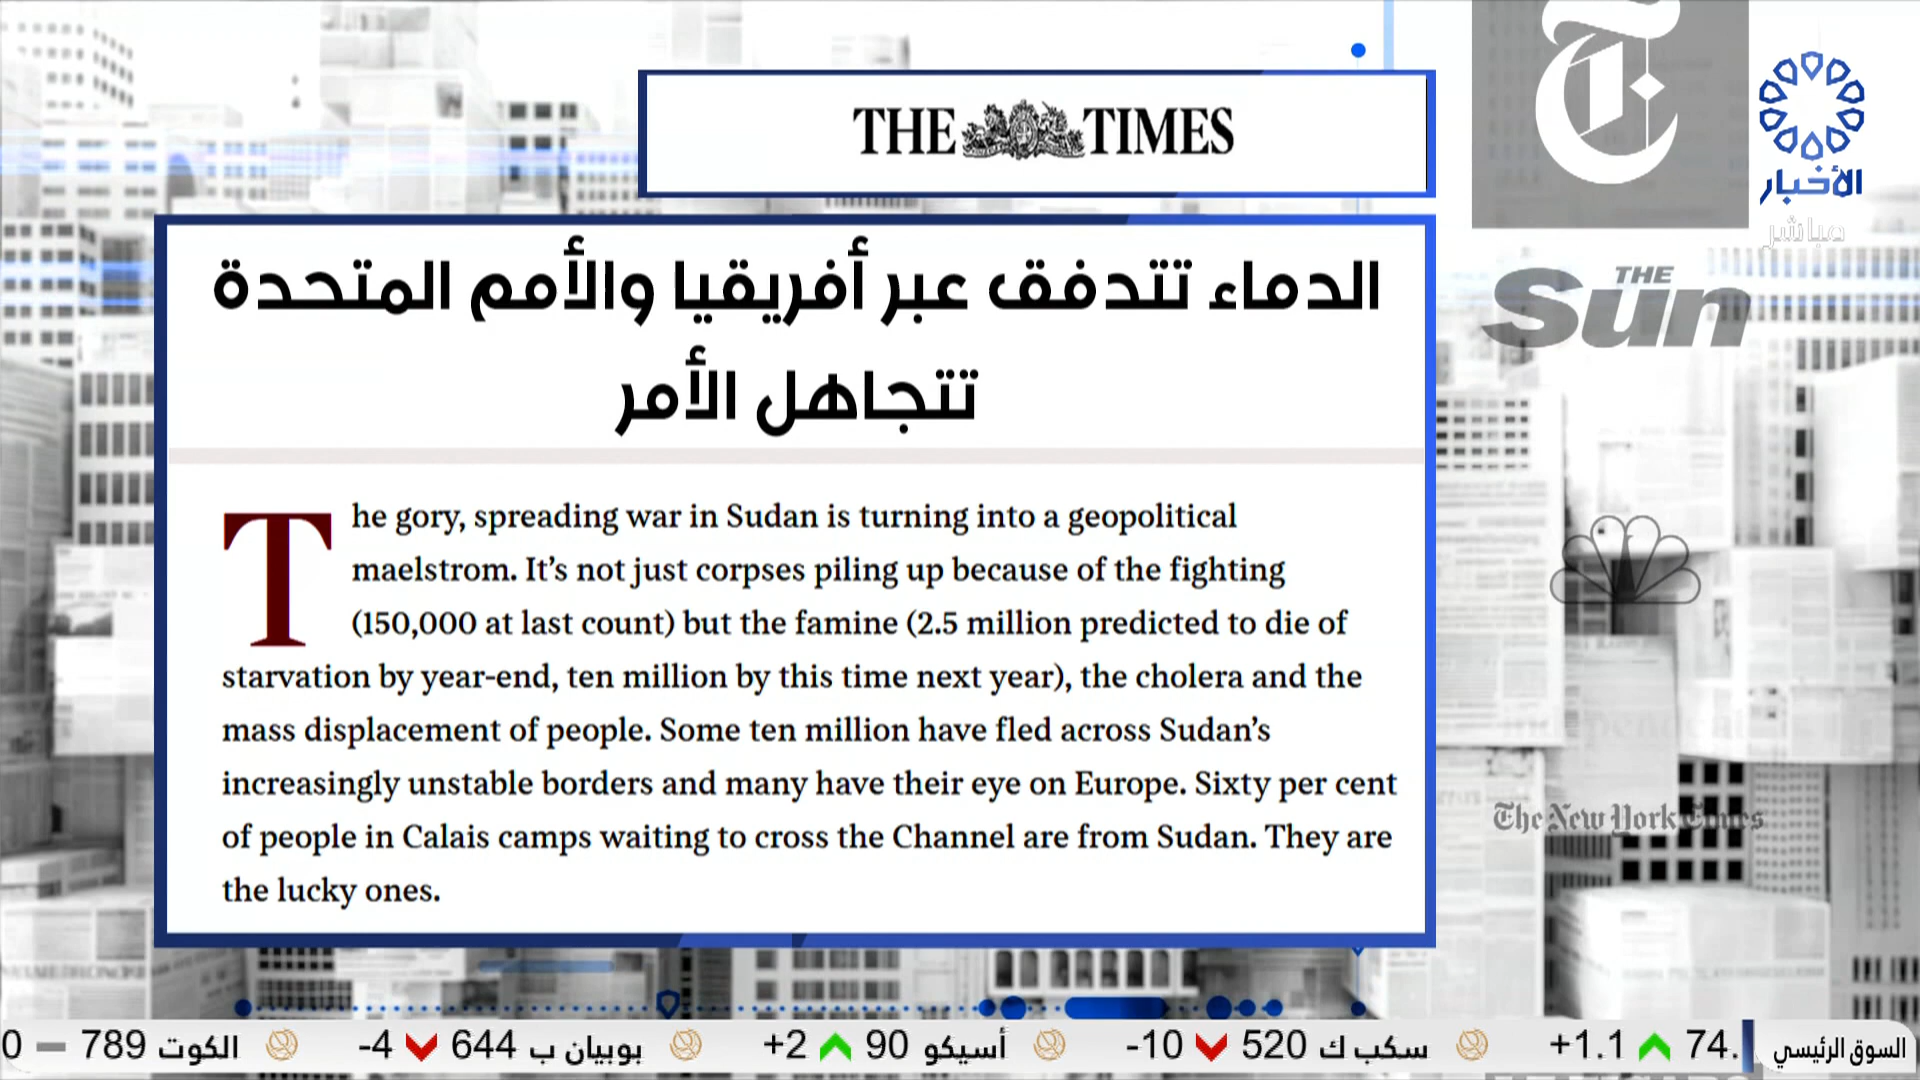 THE TIMES
الأخبار
مباشر
الدماء تتدفق عبر أفريقيا والأمم المتحدة
تتجاهل الأمر
The gory, spreading war in Sudan is turning into a geopolitical
maelstrom. It’s not just corpses piling up because of the fighting
(150,000 at last count) but the famine (2.5 million predicted to die of
starvation by year-end, ten million by this time next year), the cholera and the
mass displacement of people. Some ten million have fled across Sudan’s
increasingly unstable borders and many have their eye on Europe. Sixty per cent
of people in Calais camps waiting to cross the Channel are from Sudan. They are
the lucky ones.
T
THE
Sun
The New York Times
السوق الرئيسي 74. +1.1 سكب ك 520 -10 أسيكو 90 +2 بوبيان ب 644 -4 الكوت 789 0